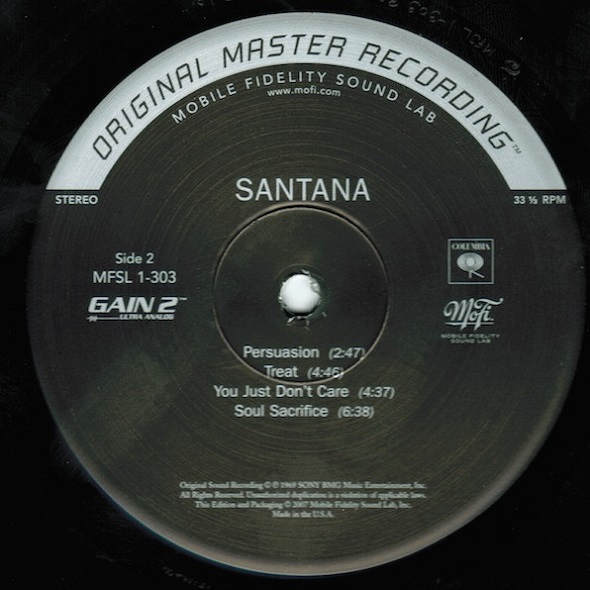 ORIGINAL MASTER RECORDING™
MOBILE FIDELITY SOUND LAB
www.mofi.com
SANTANA
STEREO
33 ⅓ RPM
Side 2
MFSL 1-303
GAIN 2™
ULTRA ANALOG
COLUMBIA
MoFi
MOBILE FIDELITY
SOUND LAB
Persuasion (2:47)
Treat (4:46)
You Just Don't Care (4:37)
Soul Sacrifice (6:38)
Original Sound Recording © ℗ 1969 SONY BMG Music Entertainment, Inc.
All Rights Reserved. Unauthorized duplication is a violation of applicable laws.
This Edition and Packaging © 2007 Mobile Fidelity Sound Lab, Inc.
Made in the U.S.A.